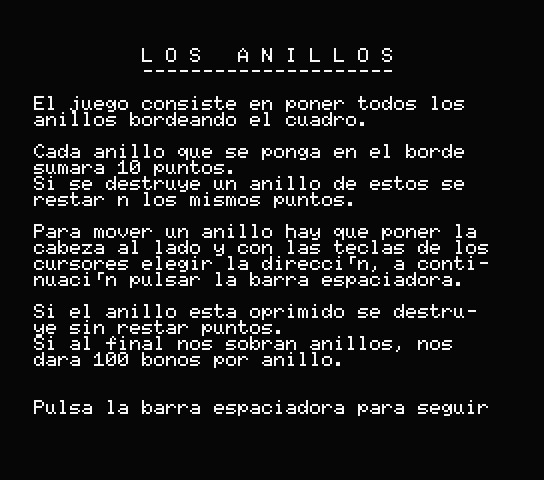 L O S   A N I L L O S
---------------------
El juego consiste en poner todos los
anillos bordeando el cuadro.
Cada anillo que se ponga en el borde
sumara 10 puntos.
Si se destruye un anillo de estos se
restar n los mismos puntos.
Para mover un anillo hay que poner la
cabeza al lado y con las teclas de los
cursores elegir la direcci'n, a conti-
nuaci'n pulsar la barra espaciadora.
Si el anillo esta oprimido se destru-
ye sin restar puntos.
Si al final nos sobran anillos, nos
dara 100 bonos por anillo.
Pulsa la barra espaciadora para seguir